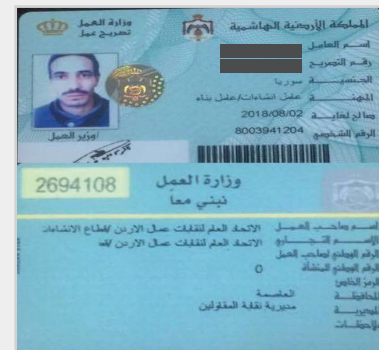 المملكة الأردنية الهاشمية
وزارة العمل
تصريح عمل
اسم العامل
رقم التصريح
الجنسية سوريا
المهنة عامل انشاءات/عامل بناء
صالح لغاية 2018/08/02
الرقم الشخصي 8003941204
وزير العمل
وزارة العمل
نبني معا
2694108
اسم صاحب العمل الاتحاد العام لنقابات عمال الاردن /قطاع الانشاءات
الاسم التجاري الاتحاد العام لنقابات عمال الاردن
الرقم الوطني لصاحب العمل
الرقم الوطني للمنشأة 0
الرمز الخاص
المحافظة العاصمة
المديرية مديرية نقابة المقاولين
ملاحظات